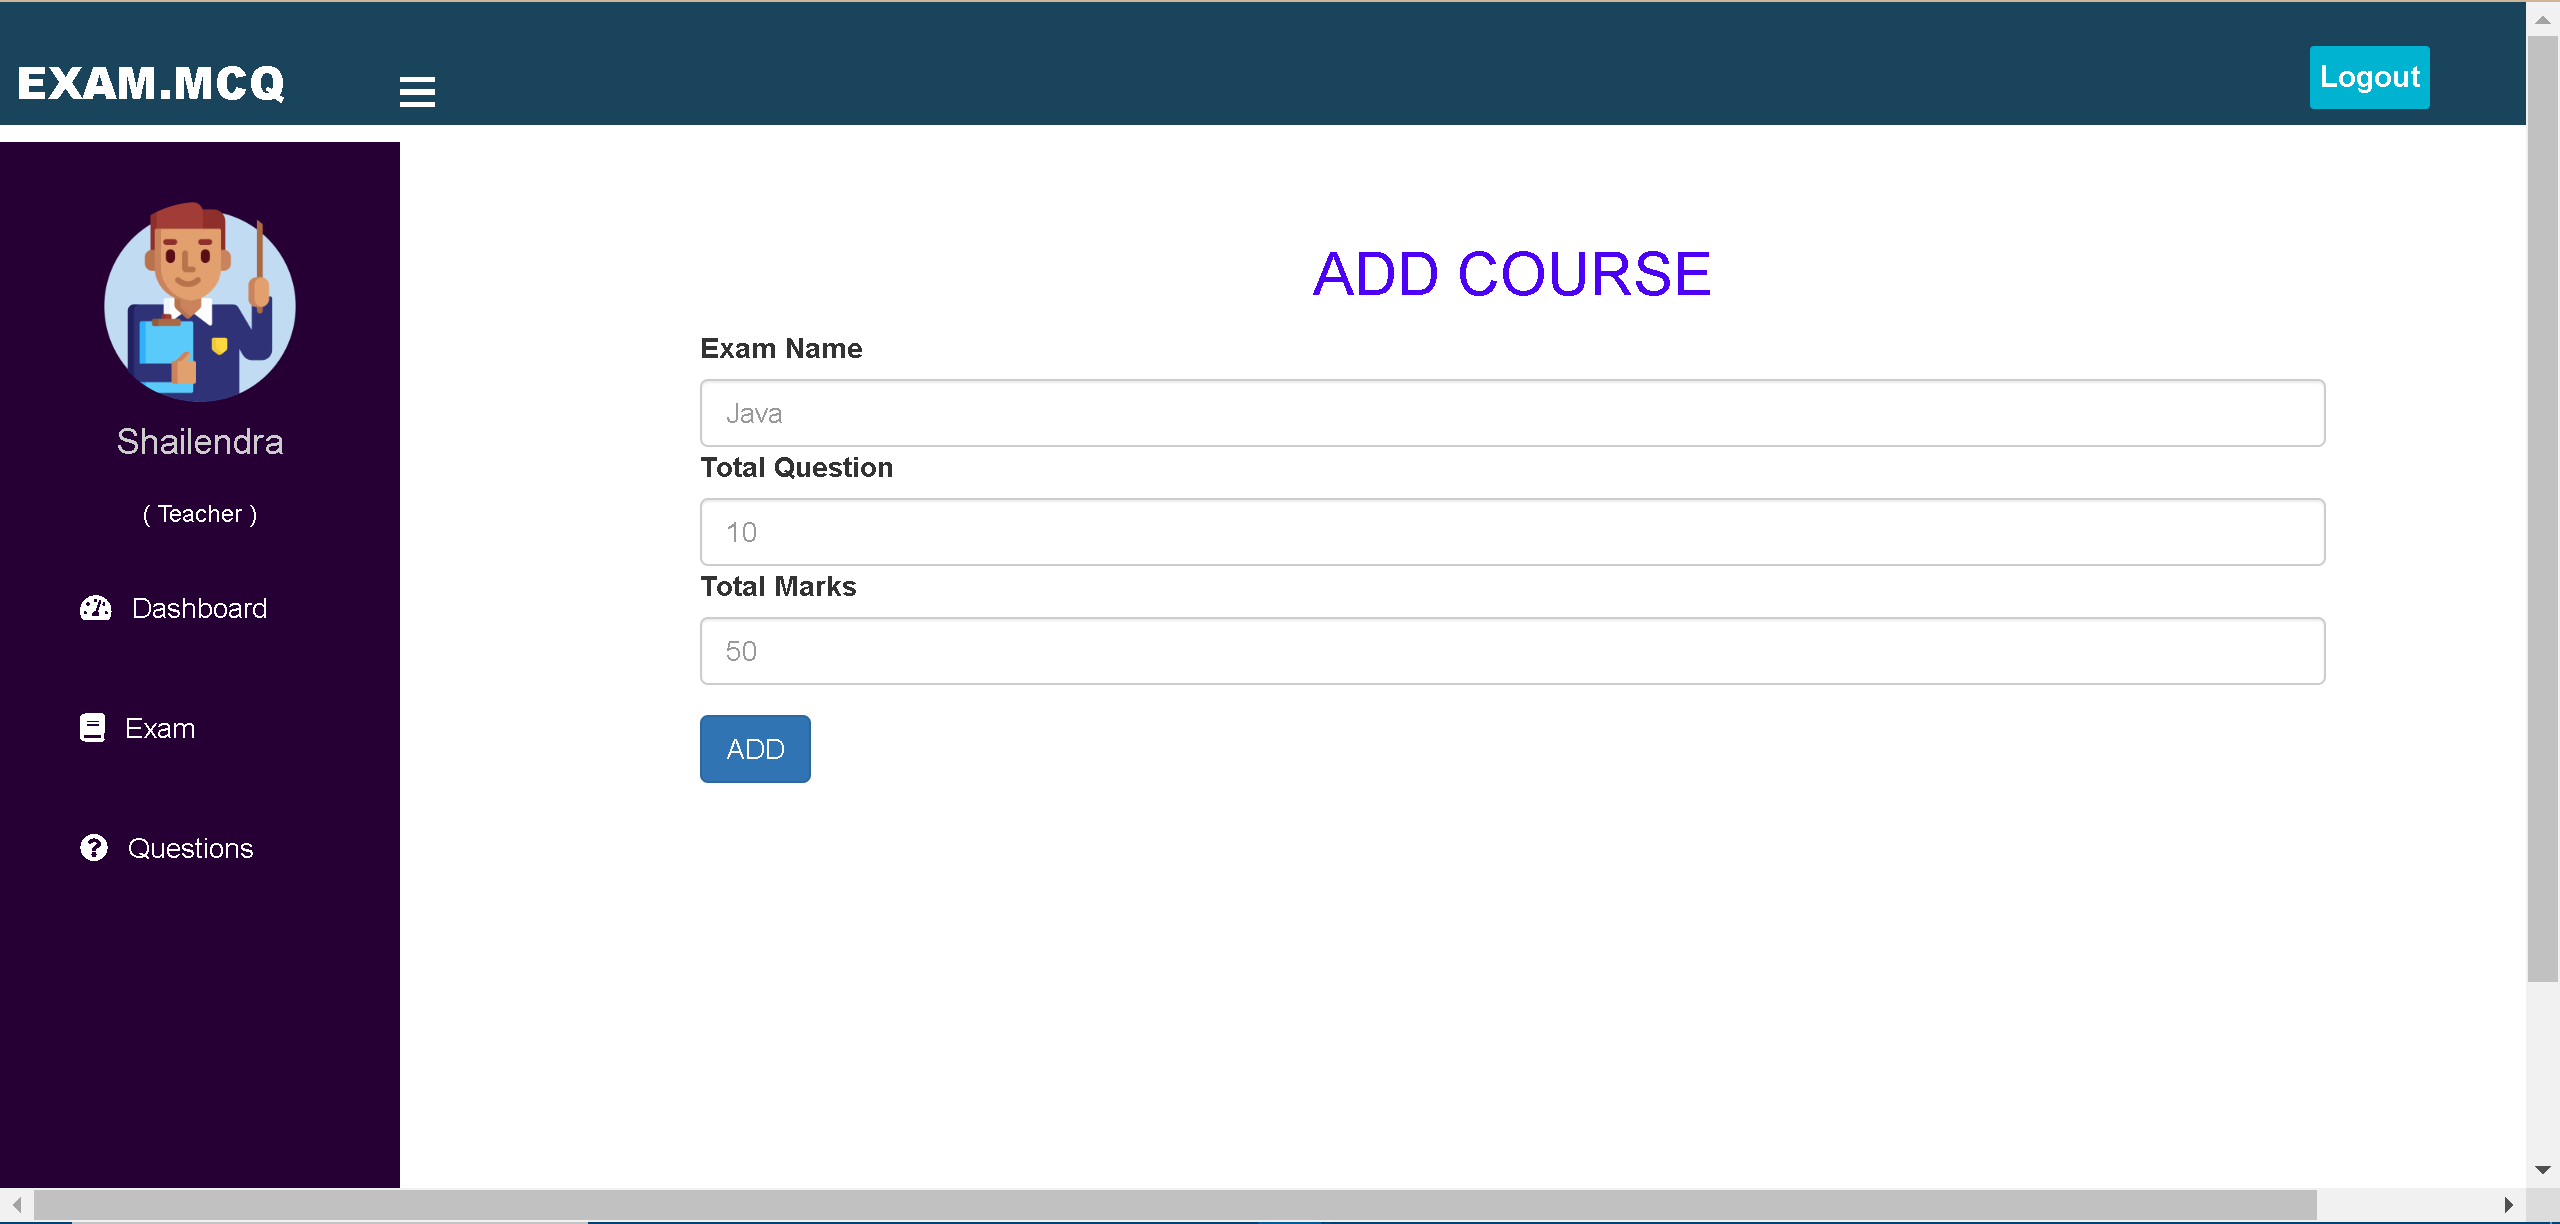 EXAM.MCQ
Logout
Shailendra
( Teacher )
Dashboard
Exam
Questions
ADD COURSE
Exam Name
Java
Total Question
10
Total Marks
50
ADD